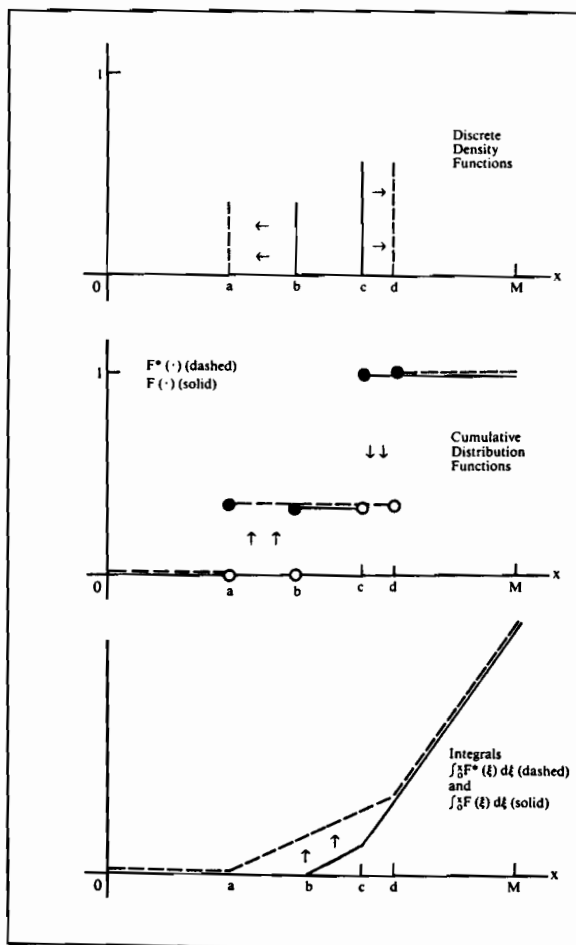 1
Discrete
Density
Functions
→
←
←
→
0 a b c d M x
F* (·) (dashed)
F (·) (solid)
1
Cumulative
Distribution
Functions
↓↓
↑ ↑
0 a b c d M x
Integrals
∫₀ˣF* (ξ) dξ (dashed)
and
∫₀ˣF (ξ) dξ (solid)
↑ ↑
0 a b c d M x